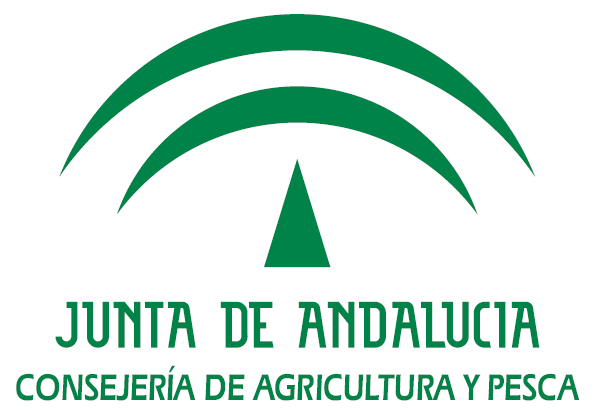 JUNTA DE ANDALUCIA
CONSEJERÍA DE AGRICULTURA Y PESCA